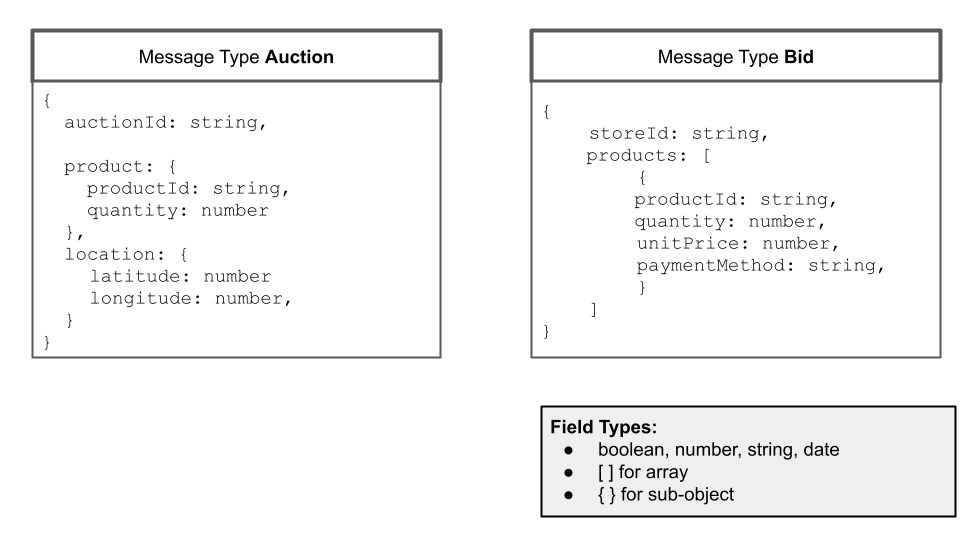 Message Type Auction
{
auctionId: string,
product: {
productId: string,
quantity: number
},
location: {
latitude: number
longitude: number,
}
}
Message Type Bid
{
storeId: string,
products: [
{
productId: string,
quantity: number,
unitPrice: number,
paymentMethod: string,
}
]
}
Field Types:
● boolean, number, string, date
● [ ] for array
● { } for sub-object